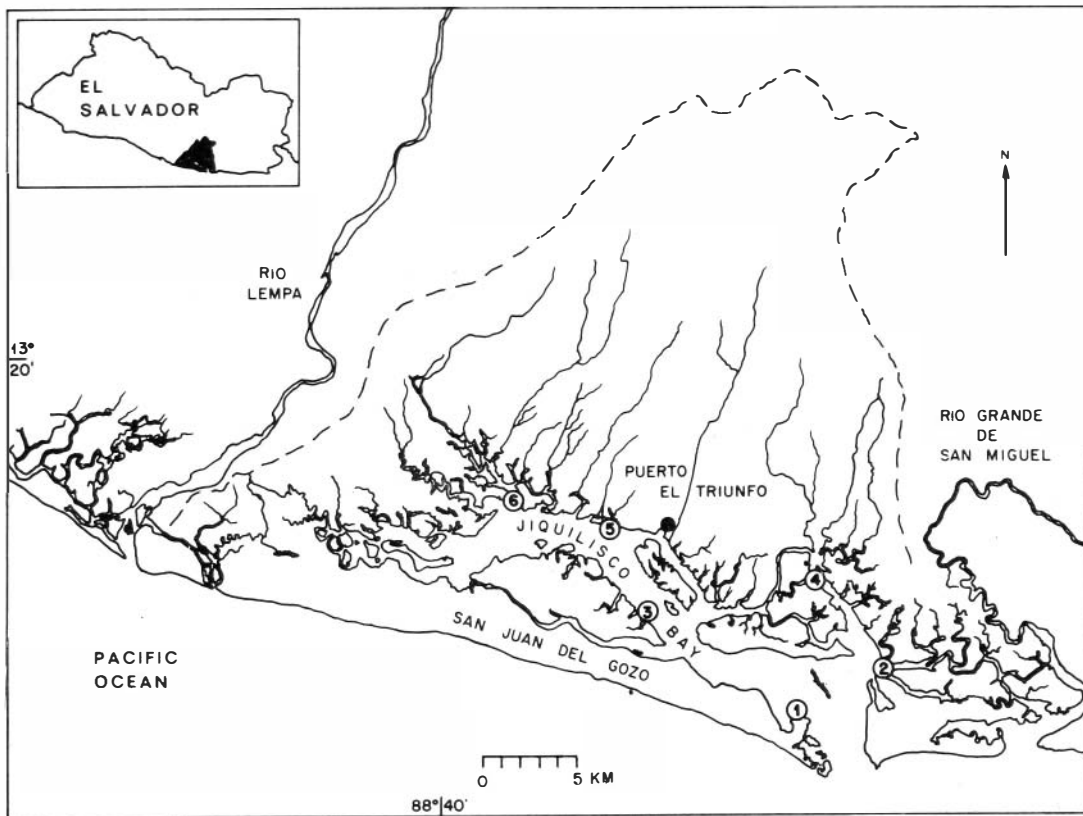 EL
SALVADOR
N
RIO
LEMPA
13°
20'
RIO GRANDE
DE
SAN MIGUEL
PUERTO
EL TRIUNFO
6
5
JIQUILISCO
BAY
4
3
2
1
SAN JUAN DEL GOZO
PACIFIC
OCEAN
0 5 KM
88° 40'